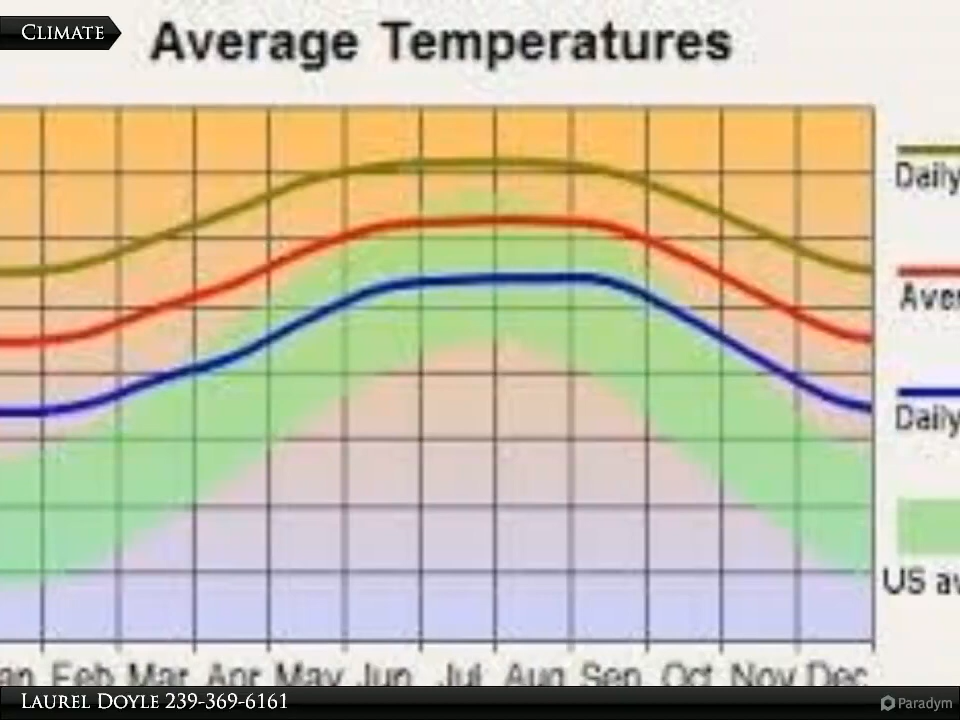 CLIMATE
Average Temperatures
Daily
Aver
Daily
US av
an Feb Mar Apr May Jun Jul Aug Sep Oct Nov Dec
LAUREL DOYLE 239-369-6161
Paradym